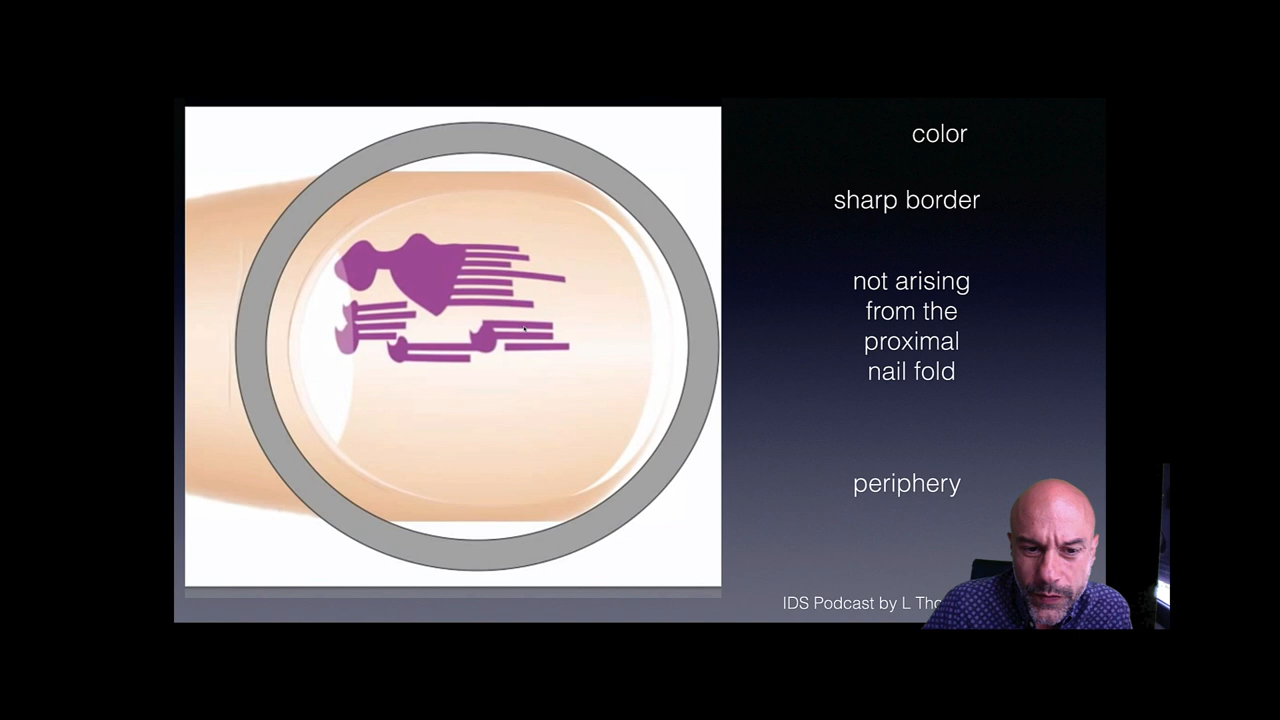 color
sharp border
not arising
from the
proximal
nail fold
periphery
IDS Podcast by L